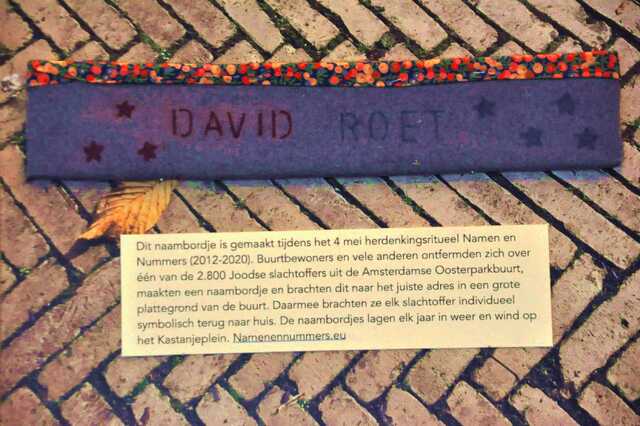 DAVID ROET
Dit naambordje is gemaakt tijdens het 4 mei herdenkingsritueel Namen en
Nummers (2012-2020). Buurtbewoners en vele anderen ontfermden zich over
één van de 2.800 Joodse slachtoffers uit de Amsterdamse Oosterparkbuurt,
maakten een naambordje en brachten dit naar het juiste adres in een grote
plattegrond van de buurt. Daarmee brachten ze elk slachtoffer individueel
symbolisch terug naar huis. De naambordjes lagen elk jaar in weer en wind op
het Kastanjeplein. Namenennummers.eu